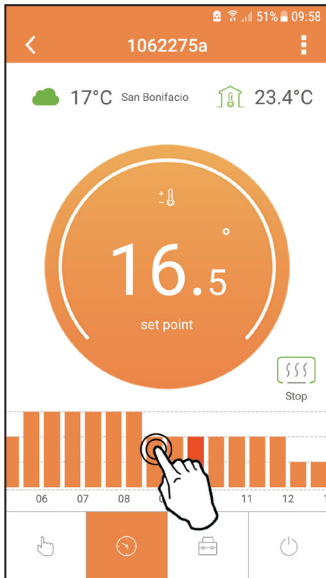 51% 09:58
1062275a
17°C San Bonifacio 23.4°C
16.5°
set point
Stop
06 07 08 11 12